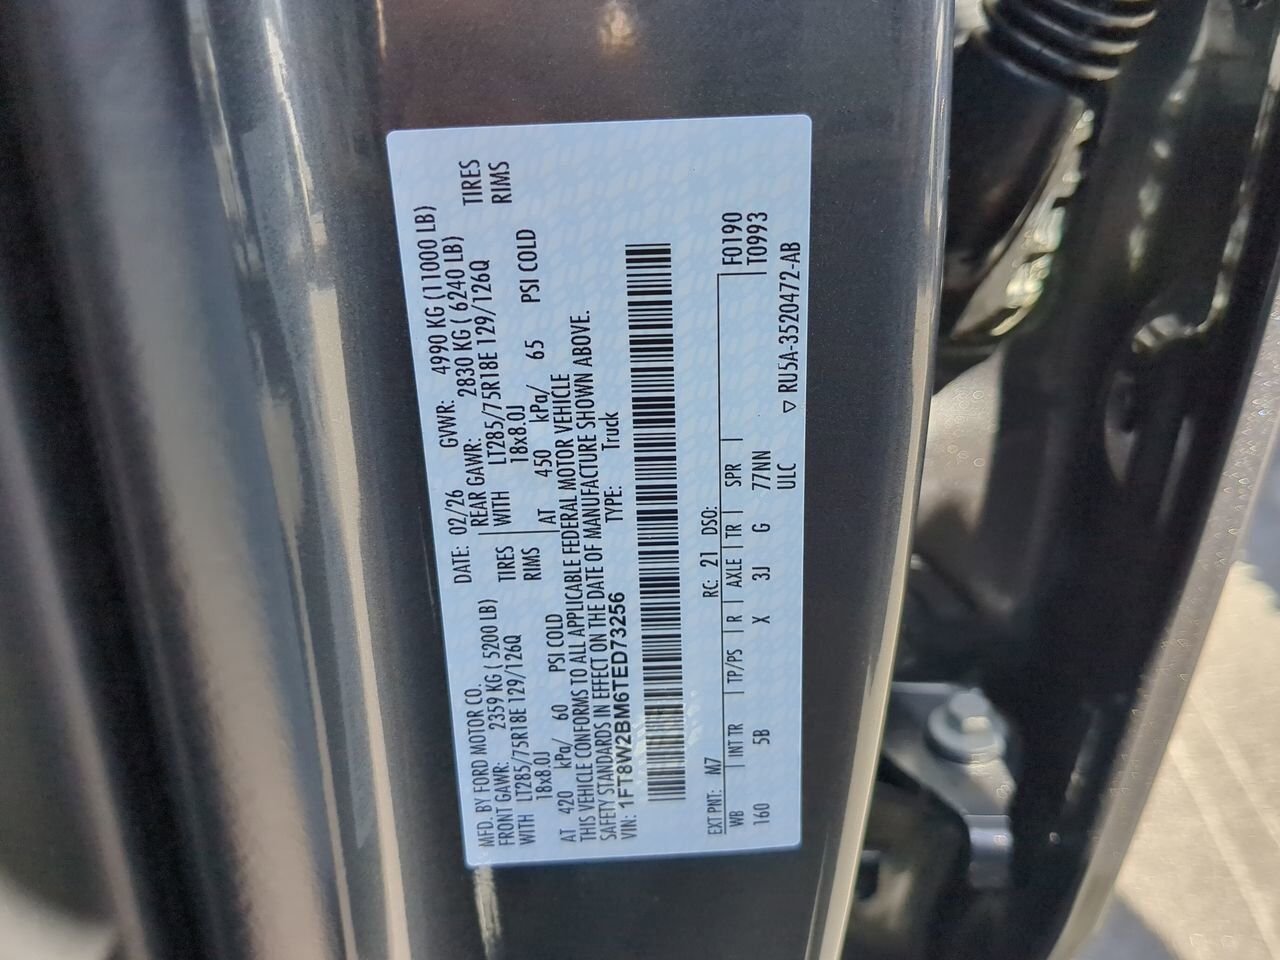 MFD. BY FORD MOTOR CO.
DATE: 02/26 GVWR: 4990 KG (11000 LB)
FRONT GAWR: 2359 KG ( 5200 LB) REAR GAWR: 2830 KG ( 6240 LB)
WITH LT285/75R18E 129/126Q TIRES WITH LT285/75R18E 129/126Q TIRES
18x8.0J RIMS 18x8.0J RIMS
AT 420 kPa/ 60 PSI COLD AT 450 kPa/ 65 PSI COLD
THIS VEHICLE CONFORMS TO ALL APPLICABLE FEDERAL MOTOR VEHICLE
SAFETY STANDARDS IN EFFECT ON THE DATE OF MANUFACTURE SHOWN ABOVE.
VIN: 1FT8W2BM6TED73256 TYPE: Truck
EXT PNT: M7 RC: 21 DSO:
WB INT TR TP/PS R AXLE TR SPR F0190
160 5B X 3J G 77NN T0993
ULC ▽ RU5A-3520472-AB